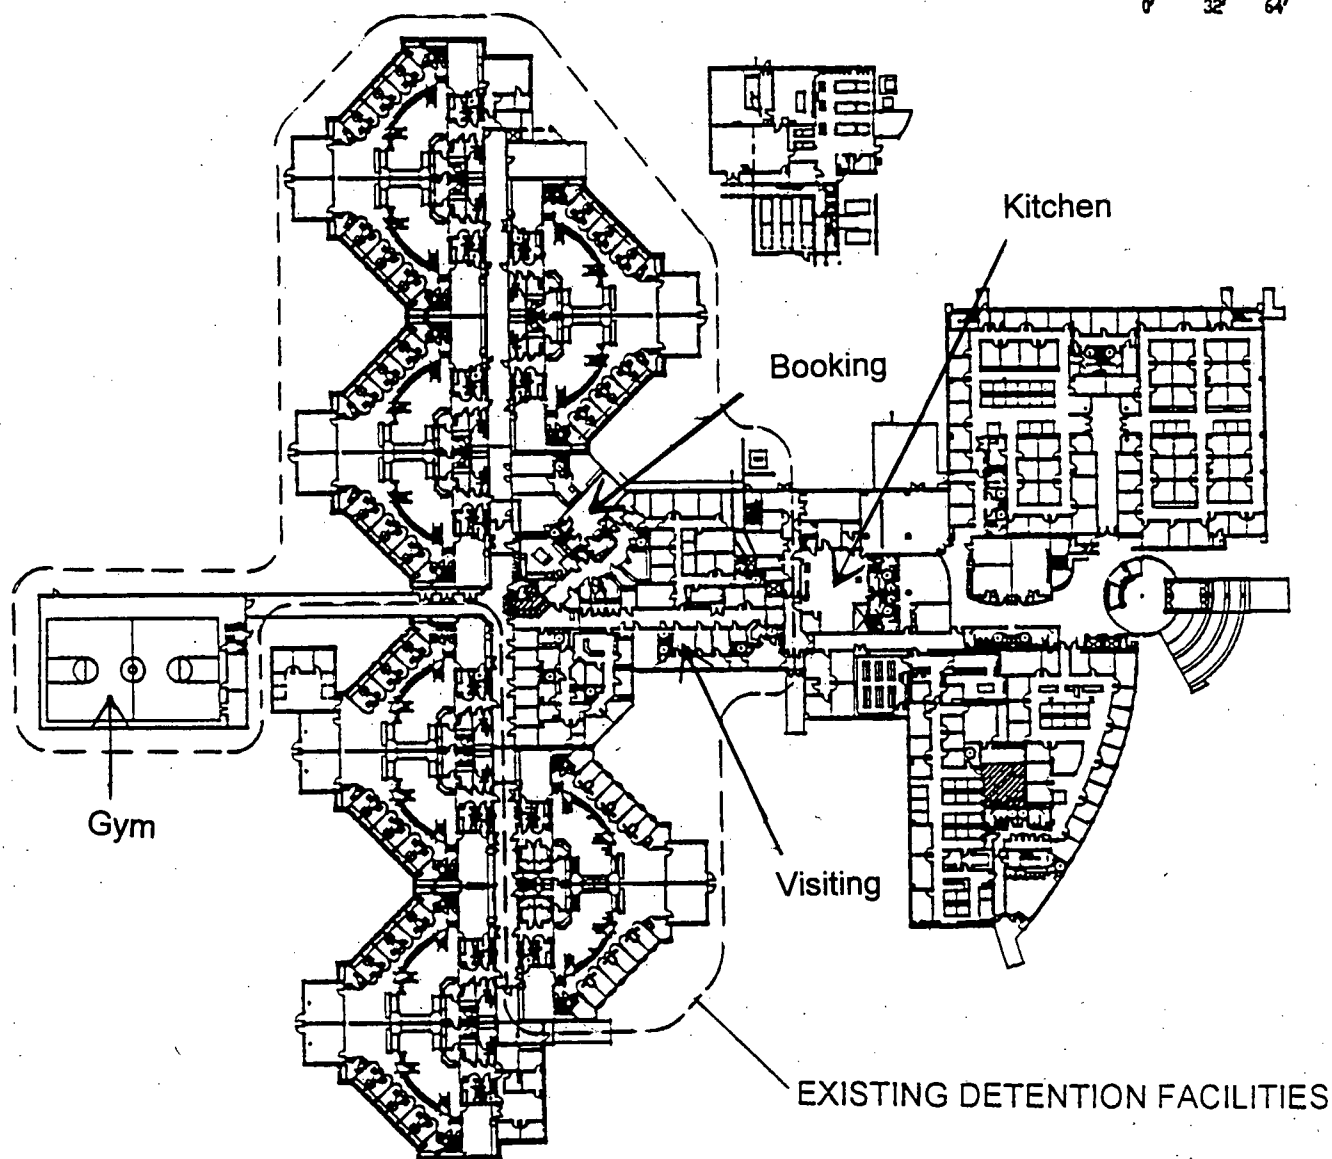 0' 32' 64'
Kitchen
Booking
Gym
Visiting
EXISTING DETENTION FACILITIES